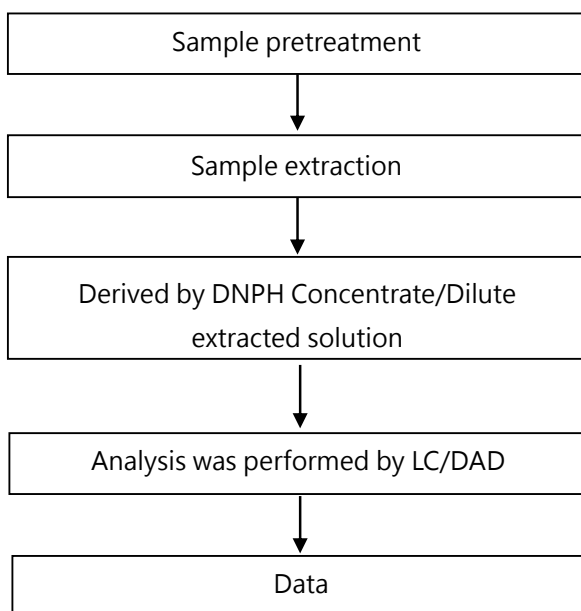 Sample pretreatment
Sample extraction
Derived by DNPH Concentrate/Dilute
extracted solution
Analysis was performed by LC/DAD
Data